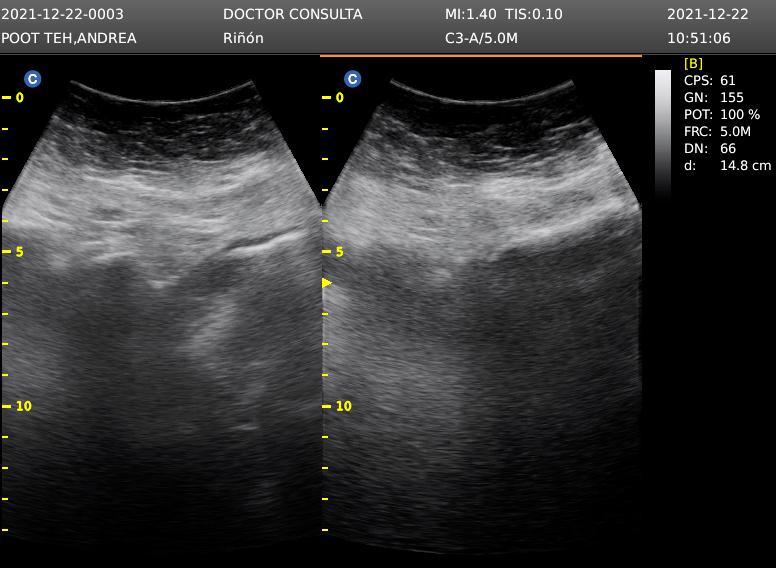 2021-12-22-0003 DOCTOR CONSULTA MI:1.40 TIS:0.10 2021-12-22
POOT TEH,ANDREA Riñón C3-A/5.0M 10:51:06
[B]
CPS: 61
GN: 155
POT: 100 %
FRC: 5.0M
DN: 66
d: 14.8 cm
C C
0 0
5 5
10 10